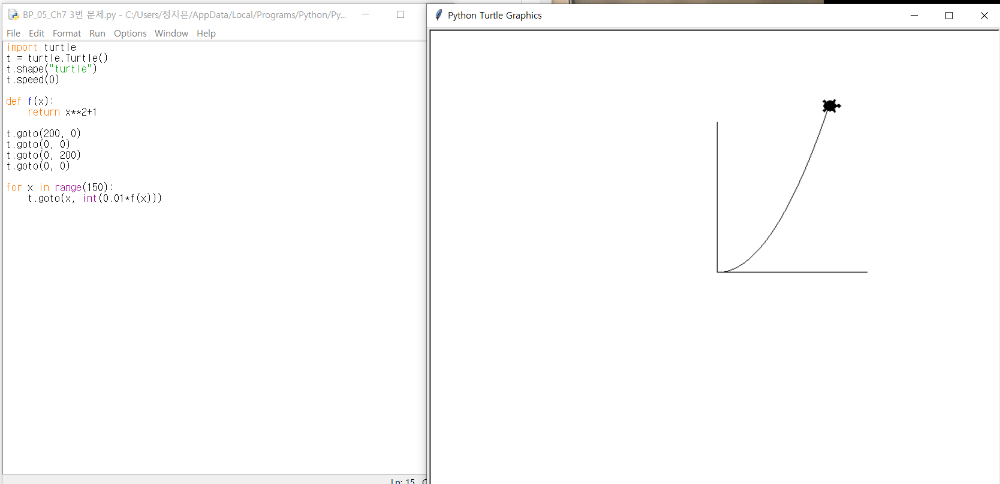 BP_05_Ch7 3번 문제.py - C:/Users/정지은/AppData/Local/Programs/Python/Py...
File Edit Format Run Options Window Help
import turtle
t = turtle.Turtle()
t.shape("turtle")
t.speed(0)
def f(x):
    return x**2+1
t.goto(200, 0)
t.goto(0, 0)
t.goto(0, 200)
t.goto(0, 0)
for x in range(150):
    t.goto(x, int(0.01*f(x)))
Ln: 15
Python Turtle Graphics